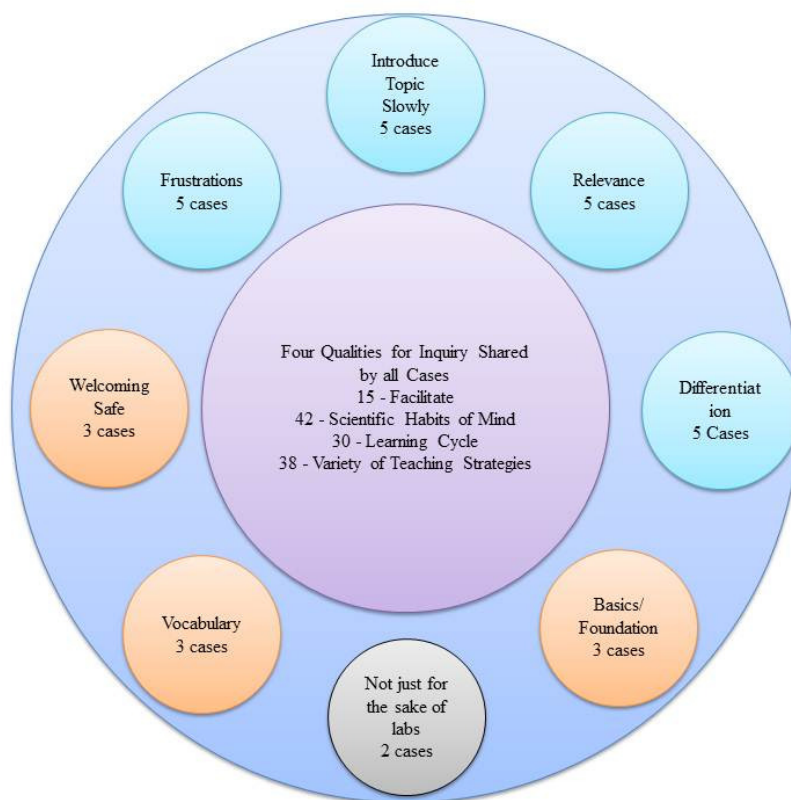 Introduce
Topic
Slowly
5 cases
Frustrations
5 cases
Relevance
5 cases
Four Qualities for Inquiry Shared
by all Cases
15 - Facilitate
42 - Scientific Habits of Mind
30 - Learning Cycle
38 - Variety of Teaching Strategies
Welcoming
Safe
3 cases
Differentiat
ion
5 Cases
Vocabulary
3 cases
Basics/
Foundation
3 cases
Not just for
the sake of
labs
2 cases